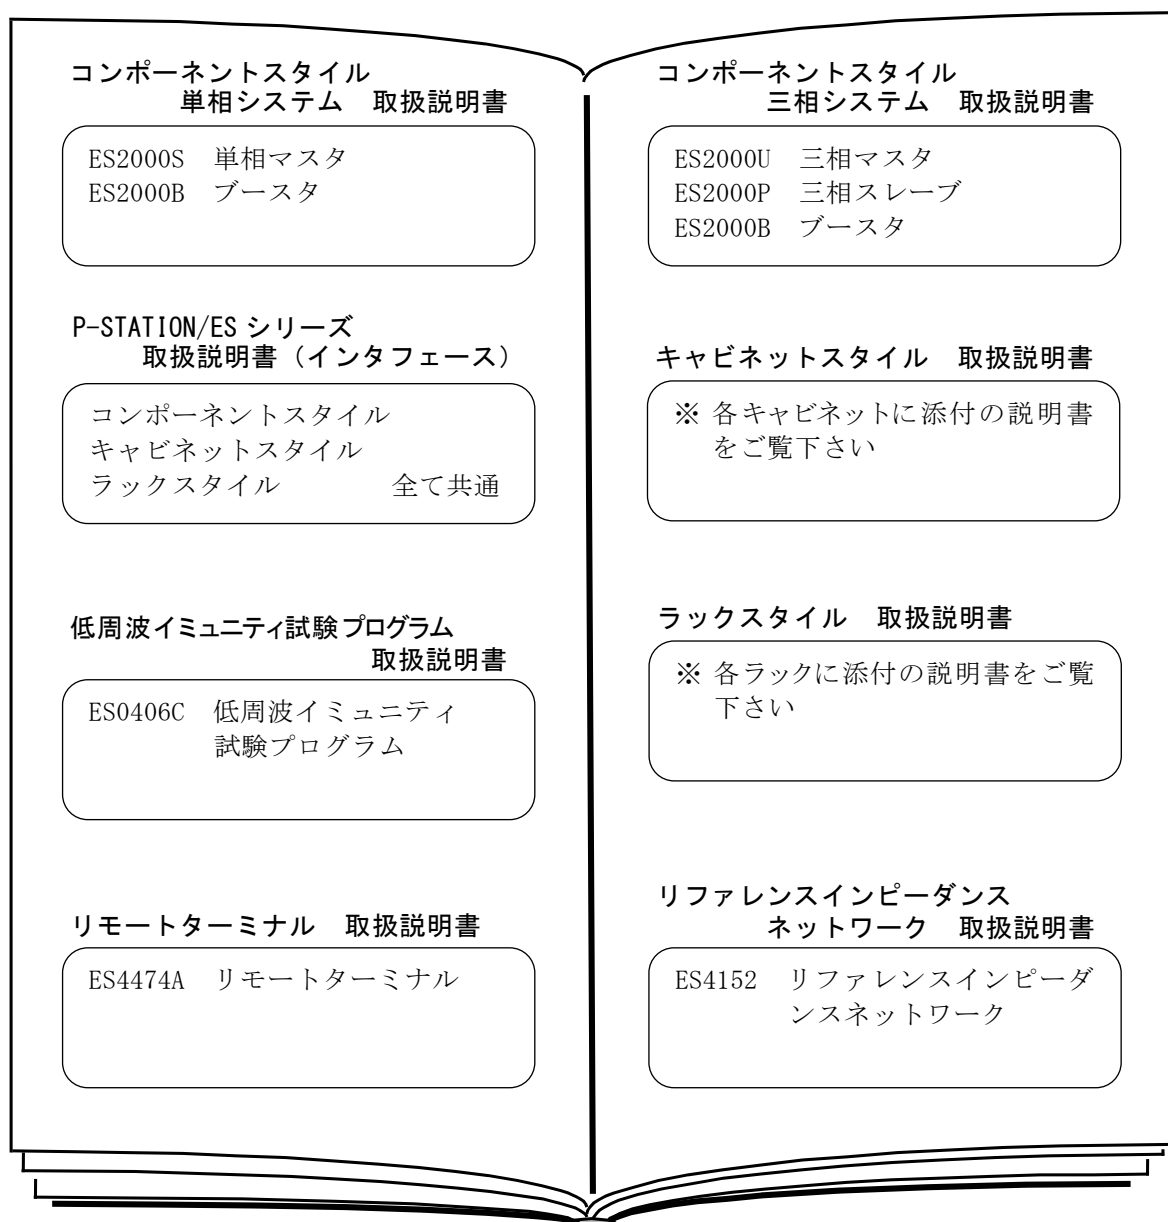 コンポーネントスタイル
単相システム 取扱説明書
ES2000S 単相マスタ
ES2000B ブースタ
P-STATION/ES シリーズ
取扱説明書（インタフェース）
コンポーネントスタイル
キャビネットスタイル
ラックスタイル 全て共通
低周波イミュニティ試験プログラム
取扱説明書
ES0406C 低周波イミュニティ
試験プログラム
リモートターミナル 取扱説明書
ES4474A リモートターミナル
コンポーネントスタイル
三相システム 取扱説明書
ES2000U 三相マスタ
ES2000P 三相スレーブ
ES2000B ブースタ
キャビネットスタイル 取扱説明書
※ 各キャビネットに添付の説明書
をご覧下さい
ラックスタイル 取扱説明書
※ 各ラックに添付の説明書をご覧
下さい
リファレンスインピーダンス
ネットワーク 取扱説明書
ES4152 リファレンスインピーダ
ンスネットワーク